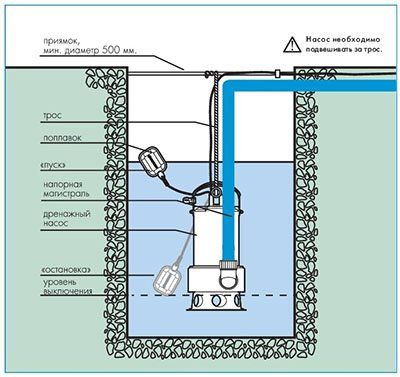 приямок,
мин. диаметр 500 мм.
Насос необходимо
подвешивать за трос.
трос
поплавок
«пуск»
напорная
магистраль
дренажный
насос
«остановка»
уровень
выключения